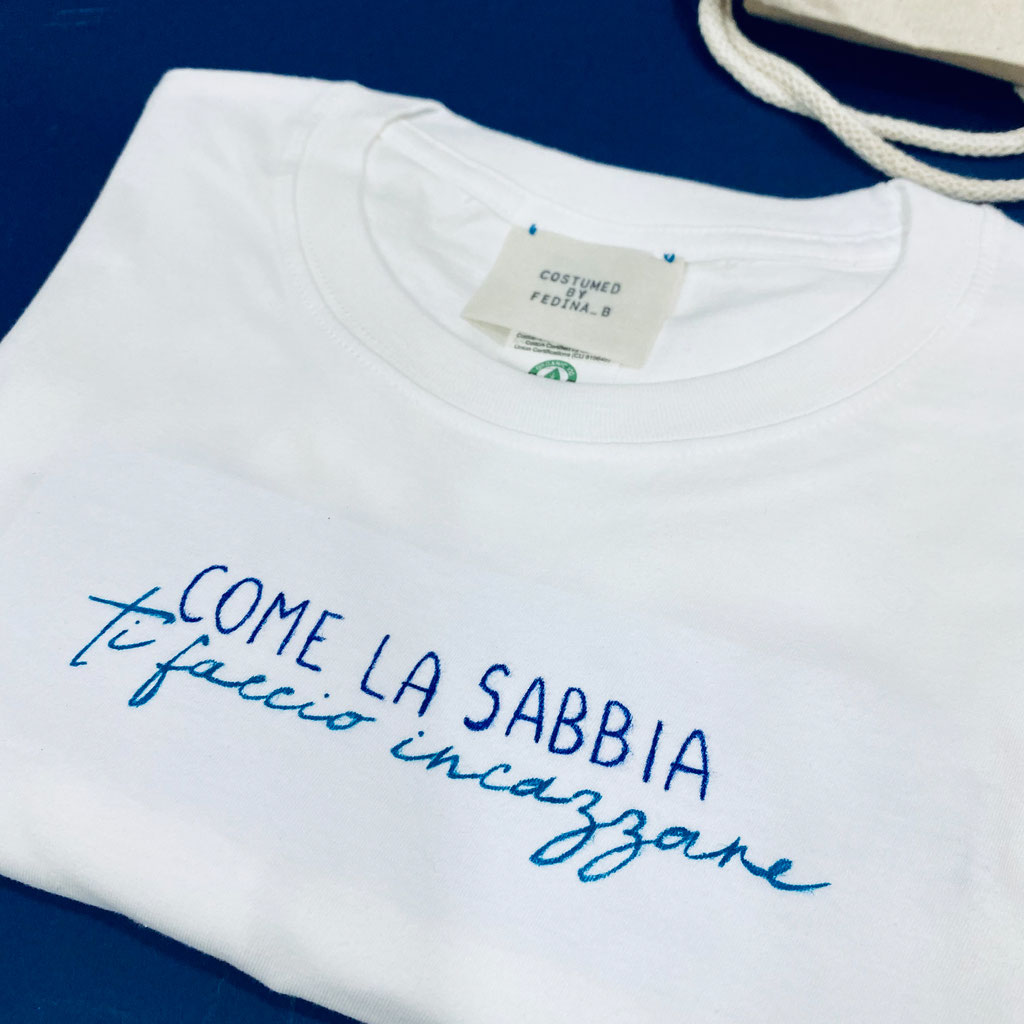 COSTUMED
BY
FEDINA_B
COME LA SABBIA
ti faccio incazzare